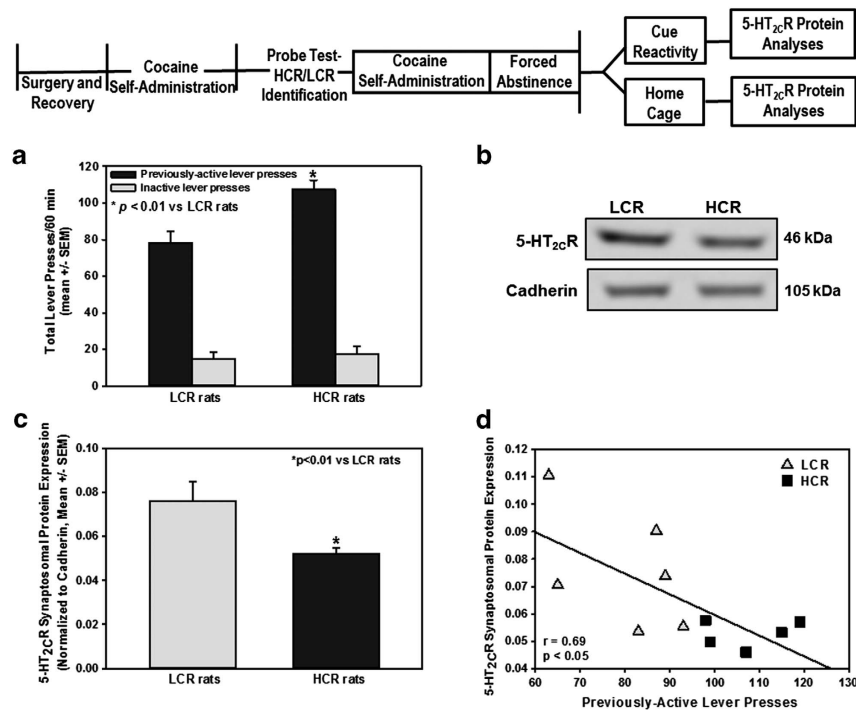 Surgery and
Recovery
Cocaine
Self-Administration
Probe Test-
HCR/LCR
Identification
Cocaine
Self-Administration
Forced
Abstinence
Cue
Reactivity
5-HT2CR Protein
Analyses
Home
Cage
5-HT2CR Protein
Analyses
a
Total Lever Presses/60 min
(mean +/- SEM)
120
100
80
60
40
20
0
Previously-active lever presses
Inactive lever presses
* p < 0.01 vs LCR rats
*
LCR rats
HCR rats
b
LCR
HCR
5-HT2CR
46 kDa
Cadherin
105 kDa
c
5-HT2CR Synaptosomal Protein Expression
(Normalized to Cadherin, Mean +/- SEM)
0.10
0.08
0.06
0.04
0.02
0.00
*p<0.01 vs LCR rats
*
LCR rats
HCR rats
d
5-HT2CR Synaptosomal Protein Expression
0.12
0.11
0.10
0.09
0.08
0.07
0.06
0.05
0.04
LCR
HCR
r = 0.69
p < 0.05
60
70
80
90
100
110
120
130
Previously-Active Lever Presses